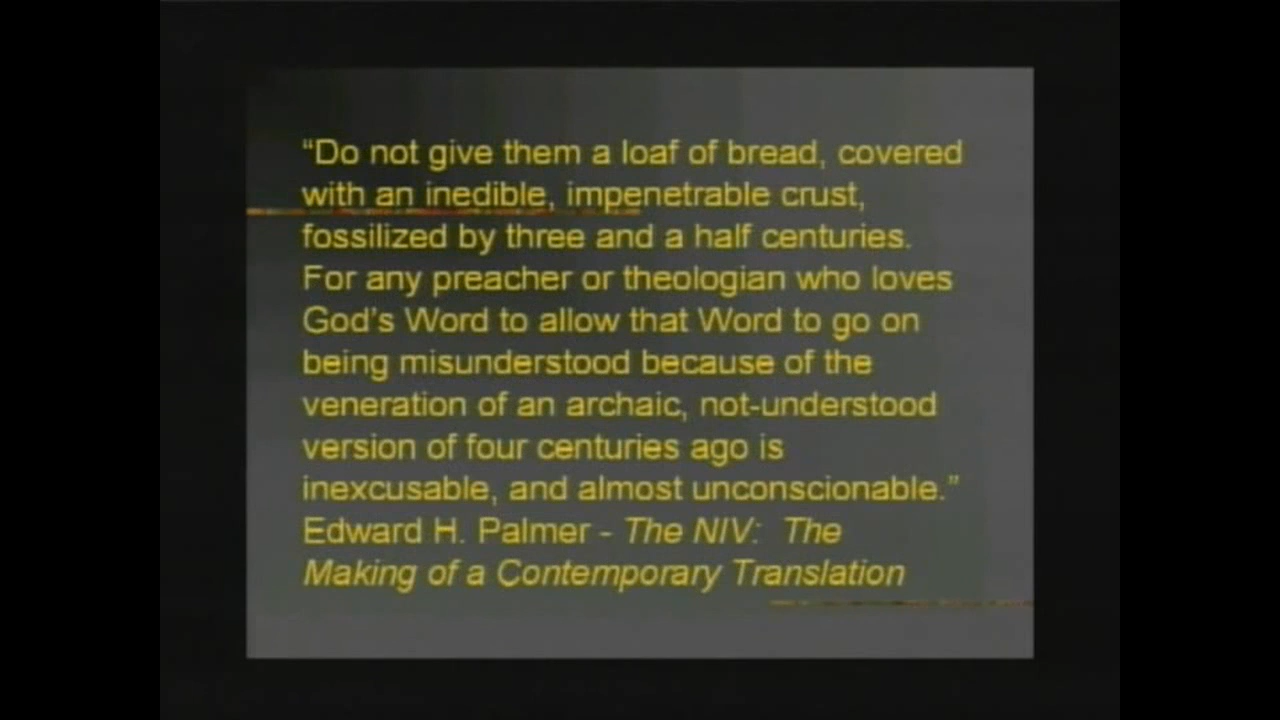 “Do not give them a loaf of bread, covered
with an inedible, impenetrable crust,
fossilized by three and a half centuries.
For any preacher or theologian who loves
God’s Word to allow that Word to go on
being misunderstood because of the
veneration of an archaic, not-understood
version of four centuries ago is
inexcusable, and almost unconscionable.”
Edward H. Palmer - The NIV:  The
Making of a Contemporary Translation